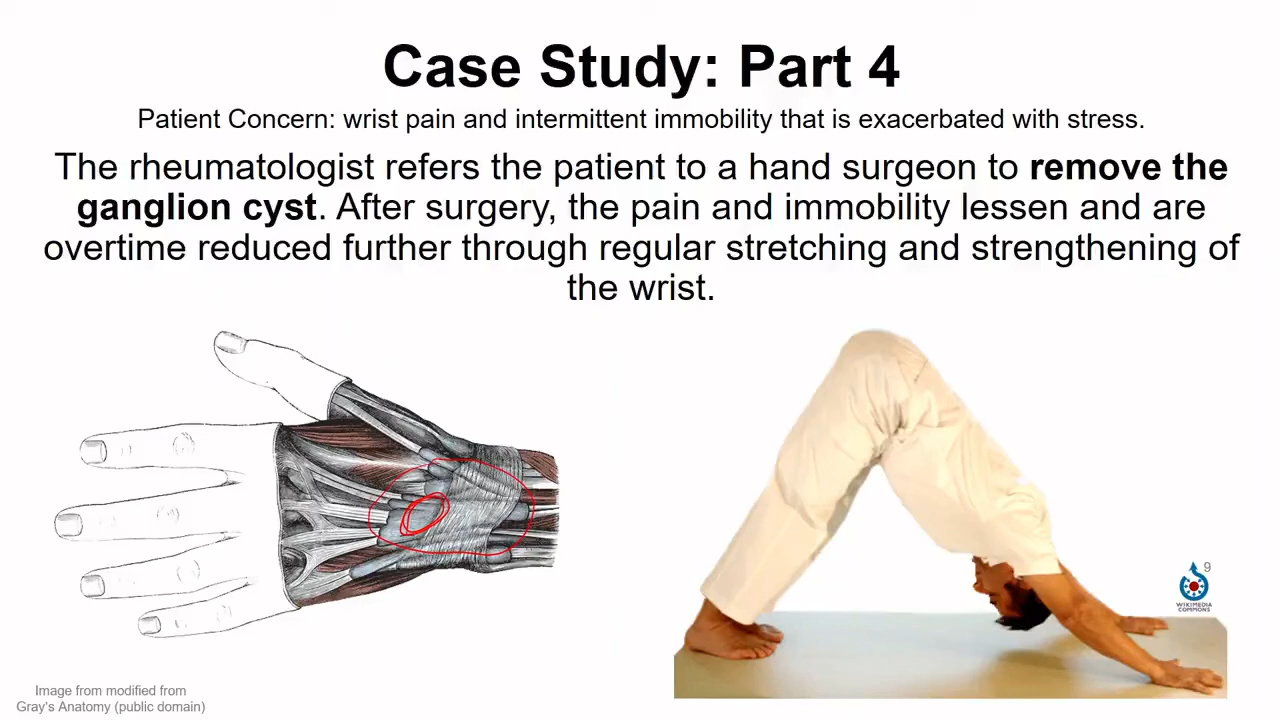 Case Study: Part 4
Patient Concern: wrist pain and intermittent immobility that is exacerbated with stress.
The rheumatologist refers the patient to a hand surgeon to remove the
ganglion cyst. After surgery, the pain and immobility lessen and are
overtime reduced further through regular stretching and strengthening of
the wrist.
9
WIKIMEDIA
COMMONS
Image from modified from
Gray's Anatomy (public domain)